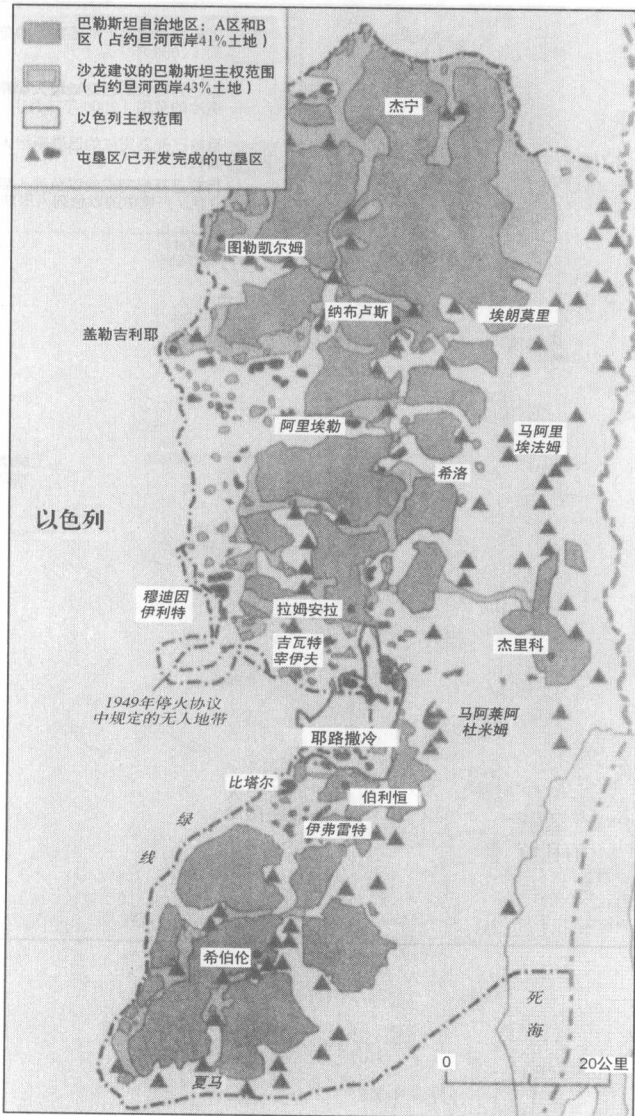 巴勒斯坦自治地区：A区和B
区（占约旦河西岸41%土地）
沙龙建议的巴勒斯坦主权范围
（占约旦河西岸43%土地）
以色列主权范围
屯垦区/已开发完成的屯垦区
杰宁
图勒凯尔姆
纳布卢斯
埃朗莫里
盖勒吉利耶
阿里埃勒
马阿里
埃法姆
希洛
以色列
穆迪因
伊利特
拉姆安拉
吉瓦特
宰伊夫
杰里科
1949年停火协议
中规定的无人地带
马阿莱阿
杜米姆
耶路撒冷
比塔尔
伯利恒
伊弗雷特
绿
线
希伯伦
死
海
0
20公里
夏马